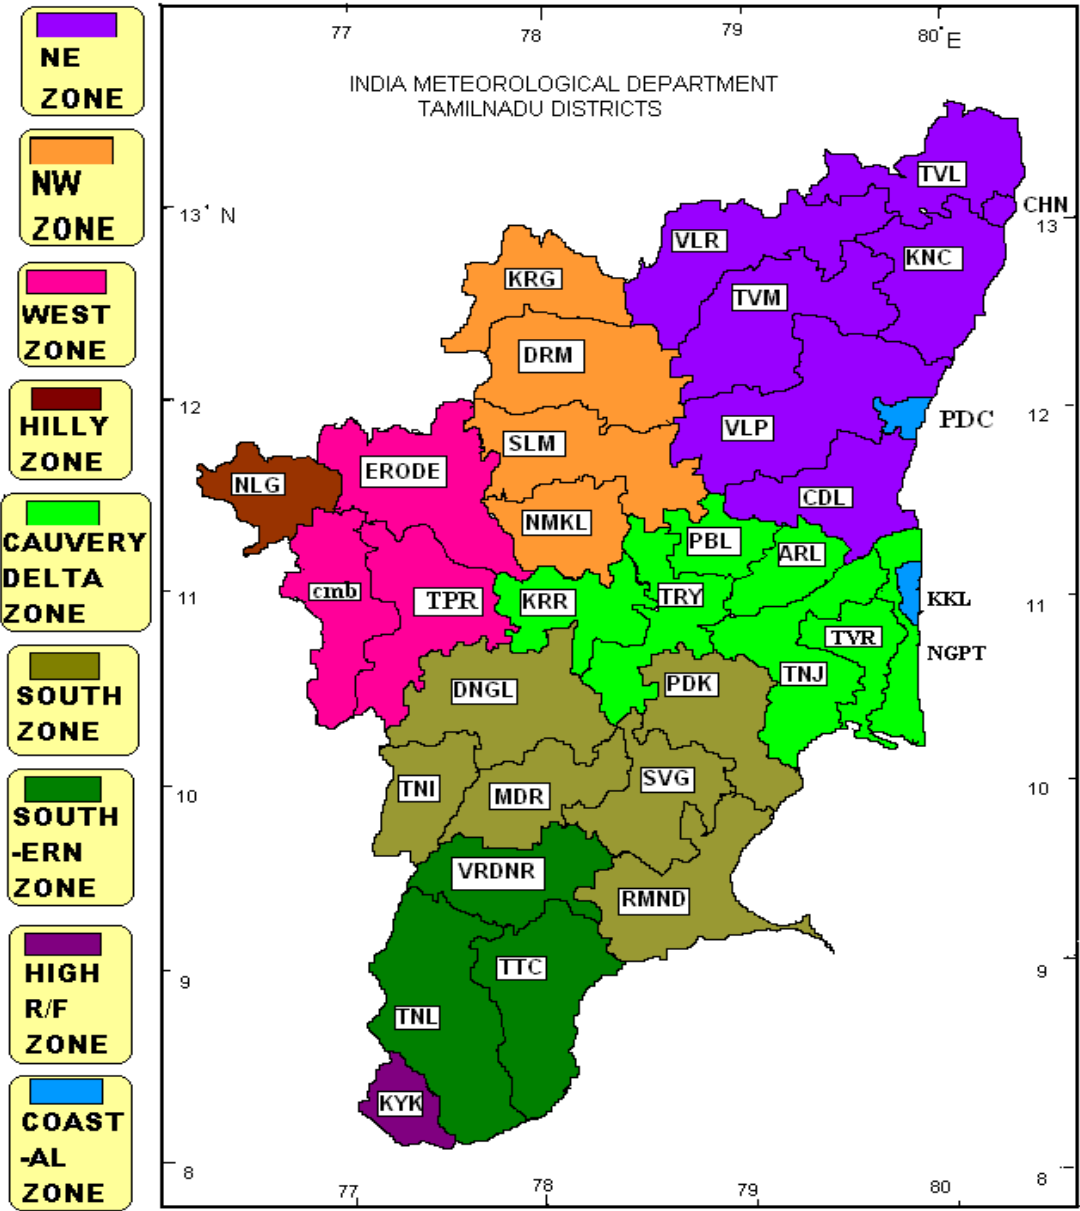 NE
ZONE
NW
ZONE
WEST
ZONE
HILLY
ZONE
CAUVERY
DELTA
ZONE
SOUTH
ZONE
SOUTH
-ERN
ZONE
HIGH
R/F
ZONE
COAST
-AL
ZONE
77 78 79 80° E
INDIA METEOROLOGICAL DEPARTMENT
TAMILNADU DISTRICTS
TVL
CHN
13° N
13
VLR
KNC
KRG
TVM
DRM
12
12
PDC
VLP
SLM
ERODE
NLG
CDL
NMKL
PBL
ARL
11
cmb
TPR
KRR
TRY
KKL
11
TVR
NGPT
TNJ
DNGL
PDK
10
TNI
MDR
SVG
10
VRDNR
RMND
9
TTC
9
TNL
KYK
8
8
77 78 79 80